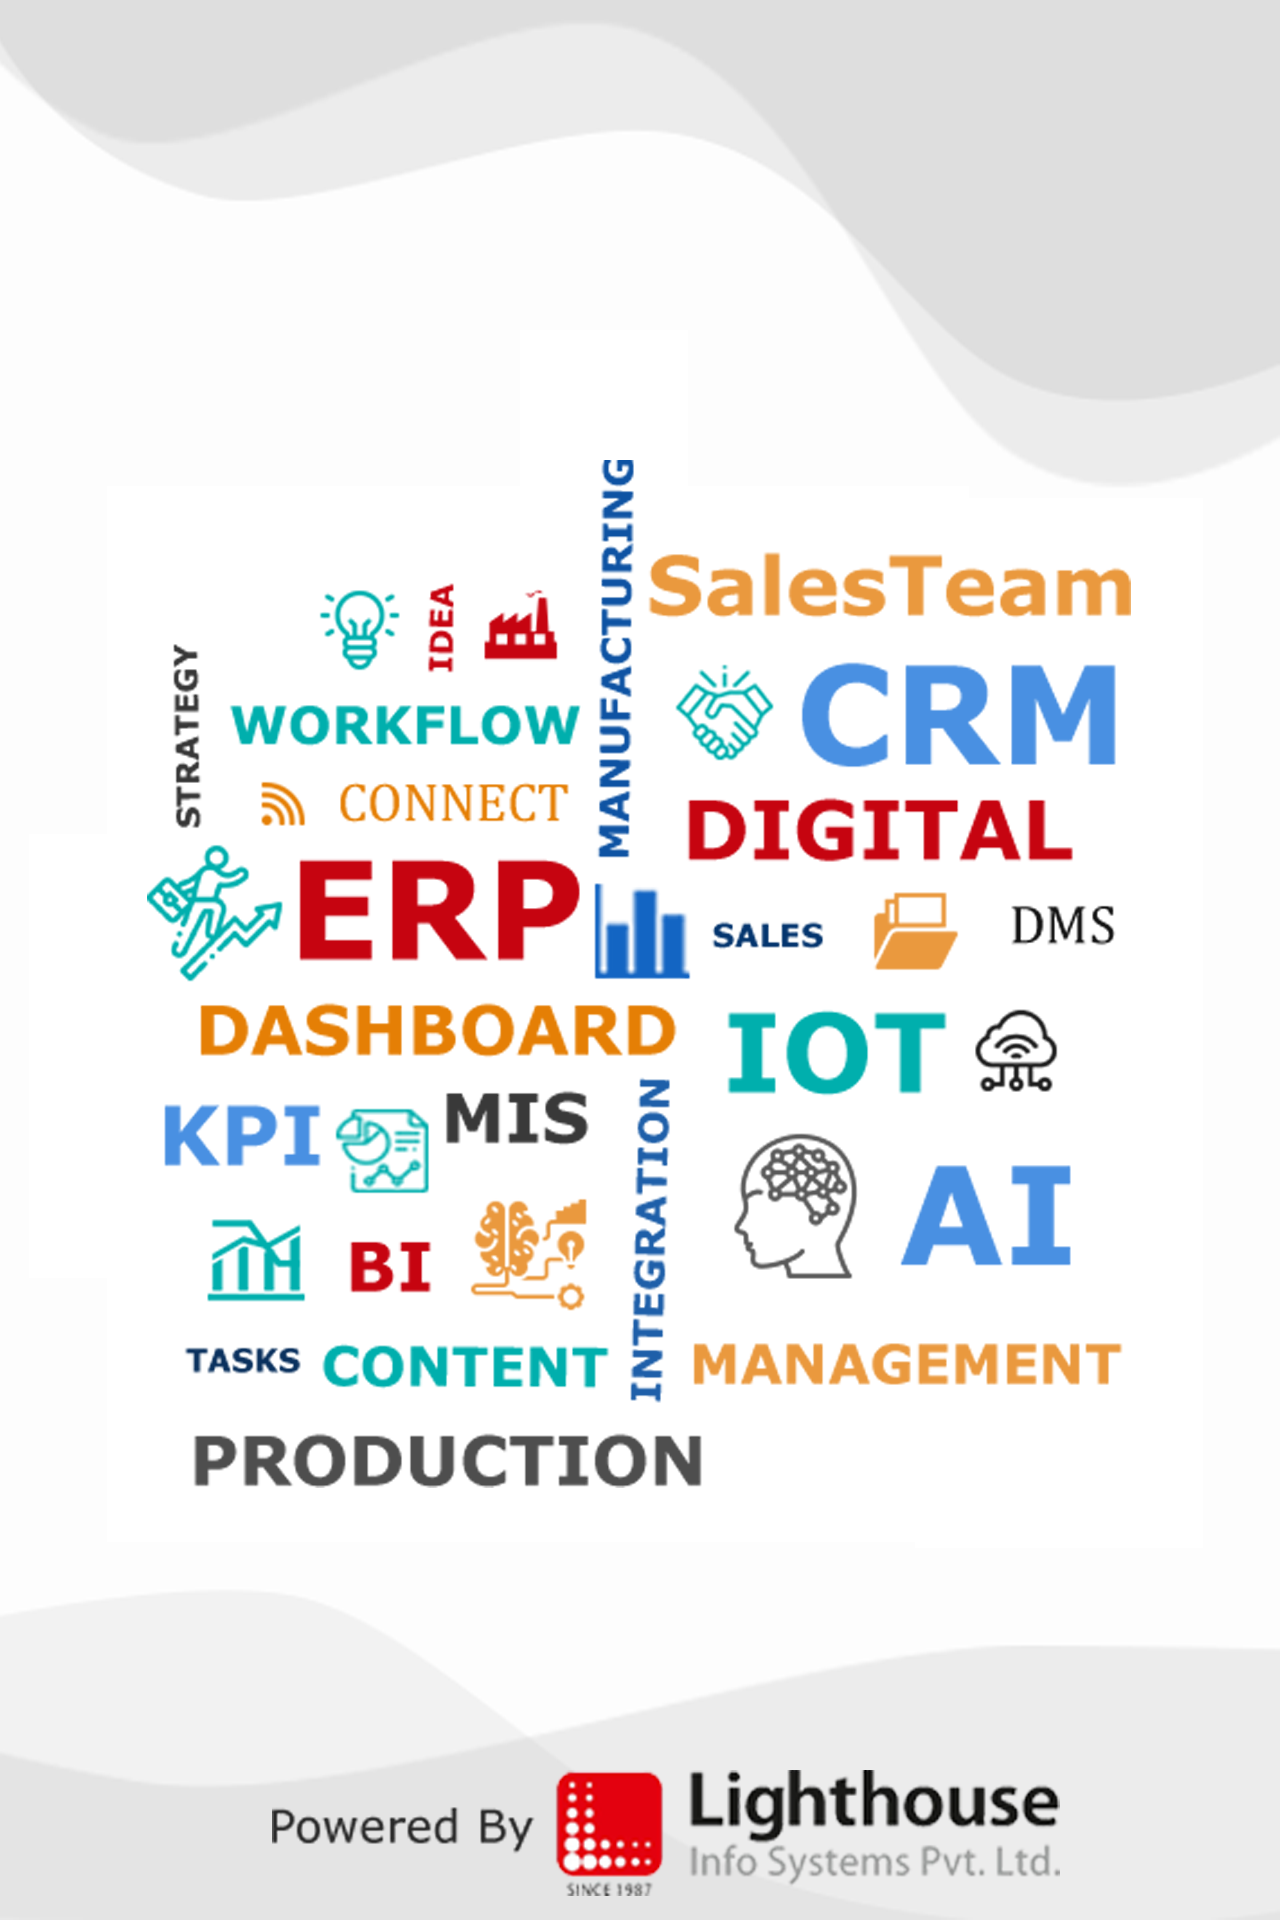 MANUFACTURING
SalesTeam
IDEA
STRATEGY
WORKFLOW
CRM
CONNECT
DIGITAL
ERP
SALES
DMS
DASHBOARD
IOT
KPI
MIS
INTEGRATION
AI
BI
TASKS
CONTENT
MANAGEMENT
PRODUCTION
Powered By
Lighthouse
Info Systems Pvt. Ltd.
SINCE 1987